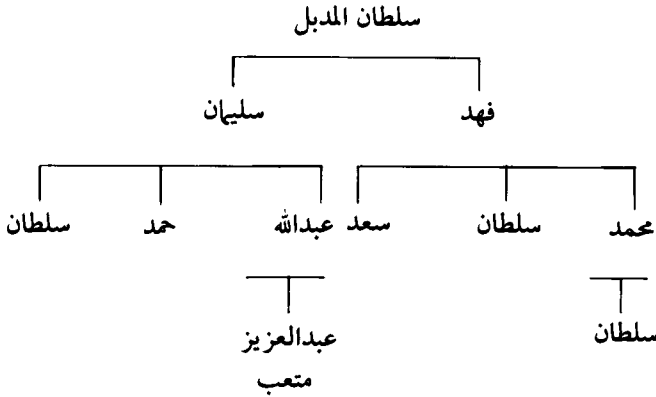 سلطان المدبل
فهد سليمان
محمد سلطان سعد عبدالله حمد سلطان
سلطان عبدالعزيز
متعب